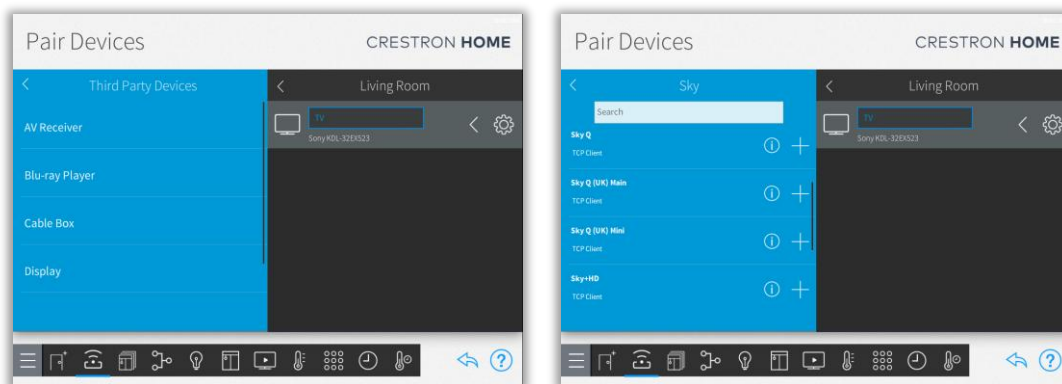 Pair Devices
CRESTRON HOME
Third Party Devices
AV Receiver
Blu-ray Player
Cable Box
Display
Living Room
TV
Sony KDL-32EX523
?
Pair Devices
CRESTRON HOME
Sky
Search
Sky Q
TCP Client
Sky Q (UK) Main
TCP Client
Sky Q (UK) Mini
TCP Client
Sky+HD
TCP Client
Living Room
TV
Sony KDL-32EX523
?